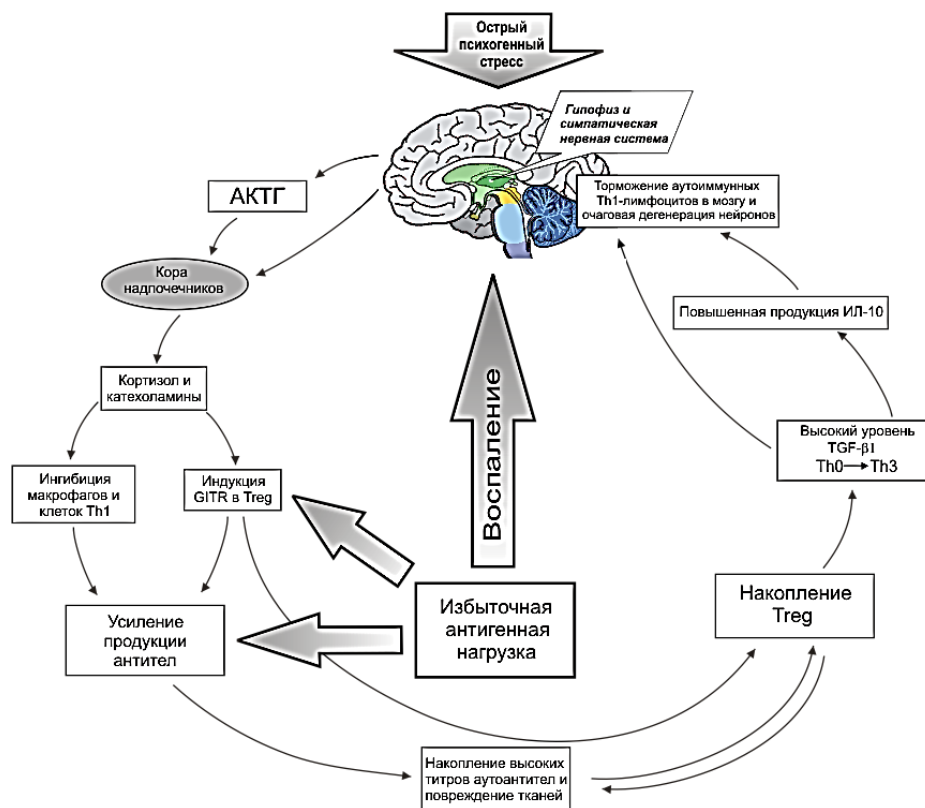 Острый
психогенный
стресс
Гипофиз и
симпатическая
нервная система
АКТГ
Торможение аутоиммунных
Th1-лимфоцитов в мозгу и
очаговая дегенерация нейронов
Кора
надпочечников
Повышенная продукция ИЛ-10
Кортизол и
катехоламины
Воспаление
Высокий уровень
TGF-β1
Th0→Th3
Ингибиция
макрофагов и
клеток Th1
Индукция
GITR в Treg
Избыточная
антигенная
нагрузка
Накопление
Treg
Усиление
продукции
антител
Накопление высоких
титров аутоантител и
повреждение тканей